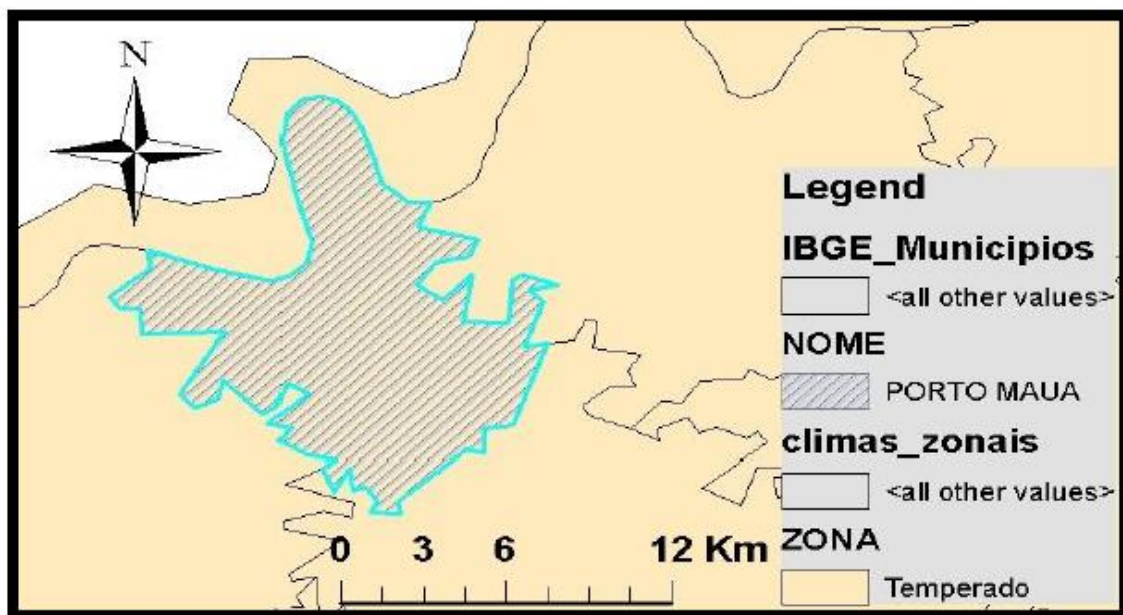 N
Legend
IBGE_Municipios
<all other values>
NOME
PORTO MAUA
climas_zonais
<all other values>
ZONA
Temperado
0 3 6 12 Km